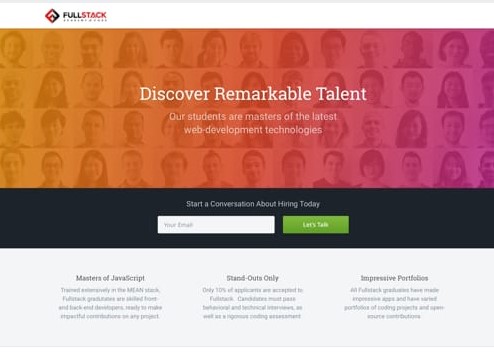 FULLSTACK
ACADEMY OF CODE
Discover Remarkable Talent
Our students are masters of the latest
web-development technologies
Start a Conversation About Hiring Today
Your Email
Let's Talk
Masters of JavaScript
Trained extensively in the MEAN stack,
Fullstack gradutates are skilled front-
and back-end developers, ready to make
impactful contributions on any project.
Stand-Outs Only
Only 10% of applicants are accepted to
Fullstack. Candidates must pass
behavioral and technical interviews, as
well as a rigorous coding assessment
Impressive Portfolios
All Fullstack graduates have made
impressive apps and have varied
portfolios of coding projects and open-
source contributions